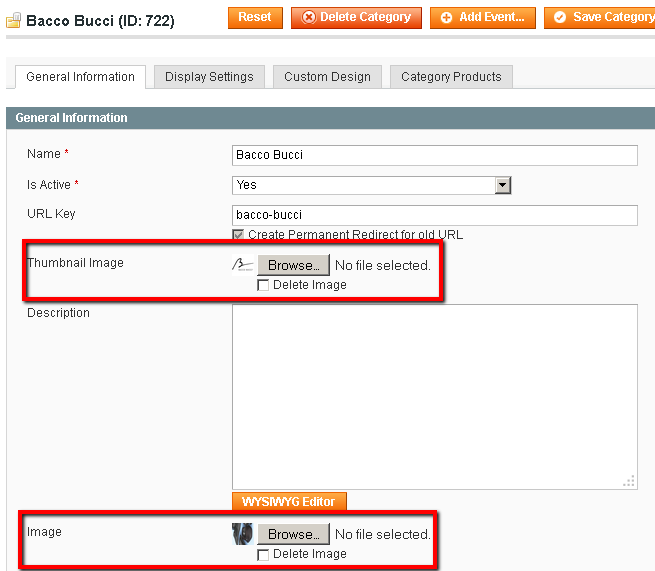 Bacco Bucci (ID: 722) Reset Delete Category Add Event... Save Category
General Information Display Settings Custom Design Category Products
General Information
Name * Bacco Bucci
Is Active * Yes
URL Key bacco-bucci
Create Permanent Redirect for old URL
Thumbnail Image Browse... No file selected.
Delete Image
Description
WYSIWYG Editor
Image Browse... No file selected.
Delete Image